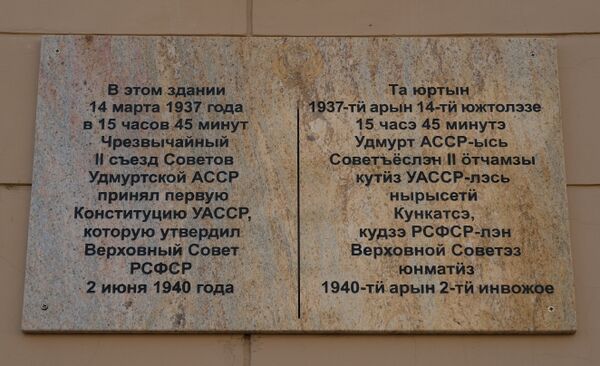 В этом здании
14 марта 1937 года
в 15 часов 45 минут
Чрезвычайный
II съезд Советов
Удмуртской АССР
принял первую
Конституцию УАССР,
которую утвердил
Верховный Совет
РСФСР
2 июня 1940 года
Та юртын
1937-тӥ арын 14-тӥ южтолэзе
15 часэ 45 минутэ
Удмурт АССР-ысь
Советъёслэн II ӧтчамзы
кутӥз УАССР-лэсь
нырысетӥ
Кункатсэ,
кудзэ РСФСР-лэн
Верховной Советэз
юнматӥз
1940-тӥ арын 2-тӥ инвожое